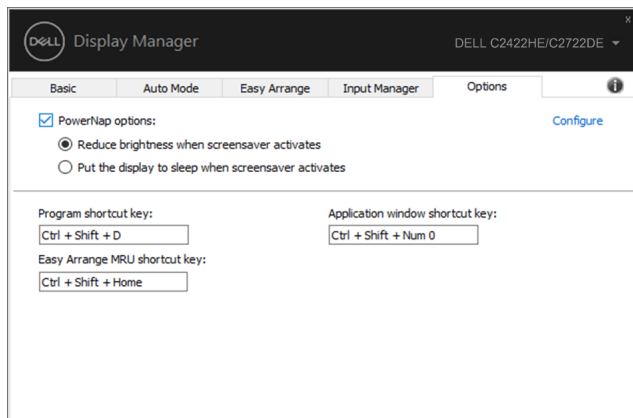 DELL Display Manager DELL C2422HE/C2722DE
x
Basic Auto Mode Easy Arrange Input Manager Options i
PowerNap options: Configure
Reduce brightness when screensaver activates
Put the display to sleep when screensaver activates
Program shortcut key: Application window shortcut key:
Ctrl + Shift + D Ctrl + Shift + Num 0
Easy Arrange MRU shortcut key:
Ctrl + Shift + Home